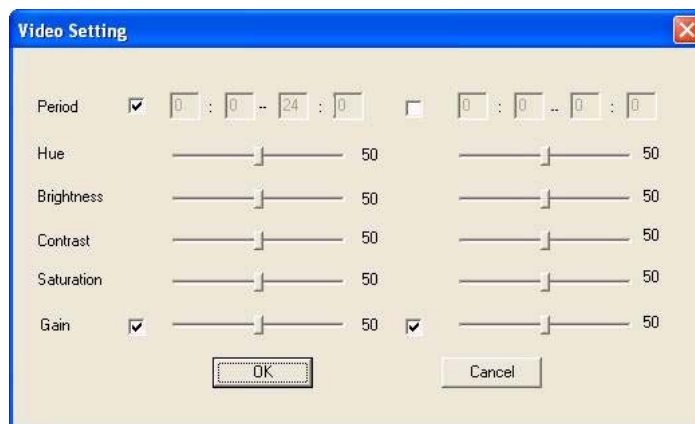 Video Setting
Period 0 : 0 -- 24 : 0 0 : 0 -- 0 : 0
Hue 50 50
Brightness 50 50
Contrast 50 50
Saturation 50 50
Gain 50 50
OK Cancel